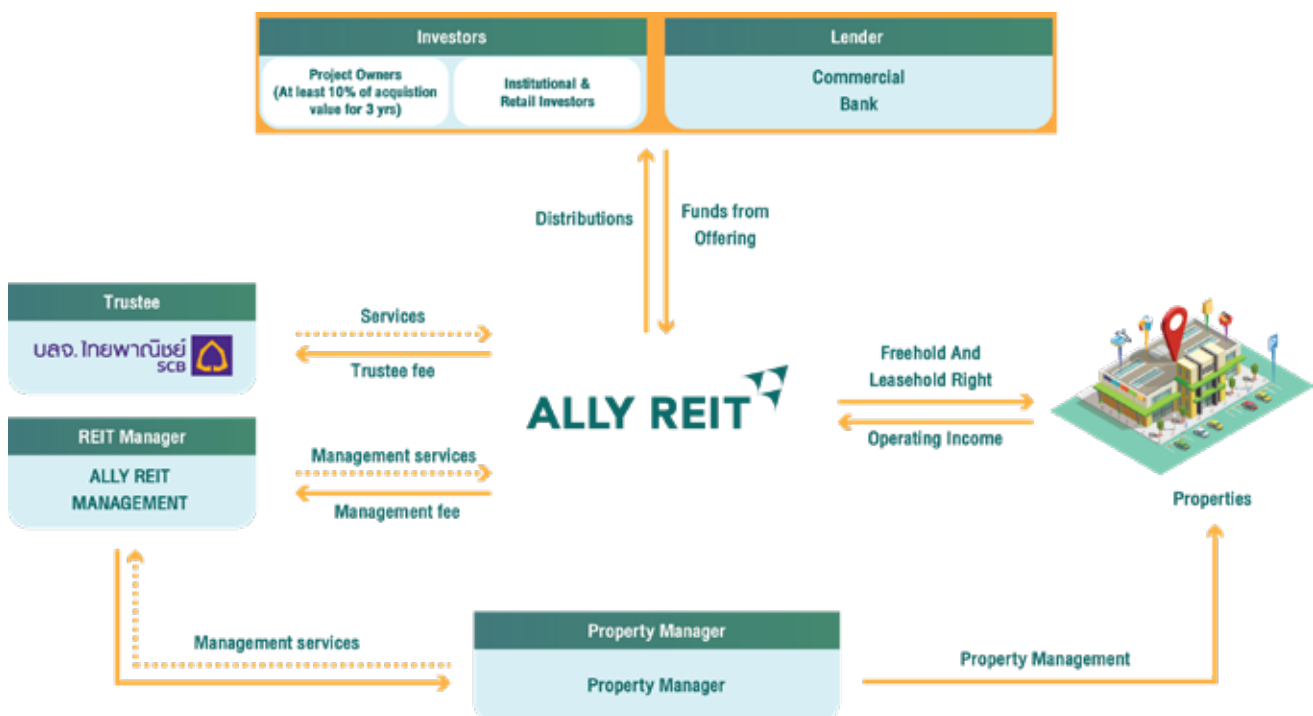 Investors
Lender
Project Owners
(At least 10% of acquistion
value for 3 yrs)
Institutional &
Retail Investors
Commercial
Bank
Distributions
Funds from
Offering
Trustee
บลจ. ไทยพาณิชย์
SCB
Services
Trustee fee
ALLY REIT
Freehold And
Leasehold Right
Operating Income
REIT Manager
ALLY REIT
MANAGEMENT
Management services
Management fee
Properties
Management services
Property Manager
Property Manager
Property Management